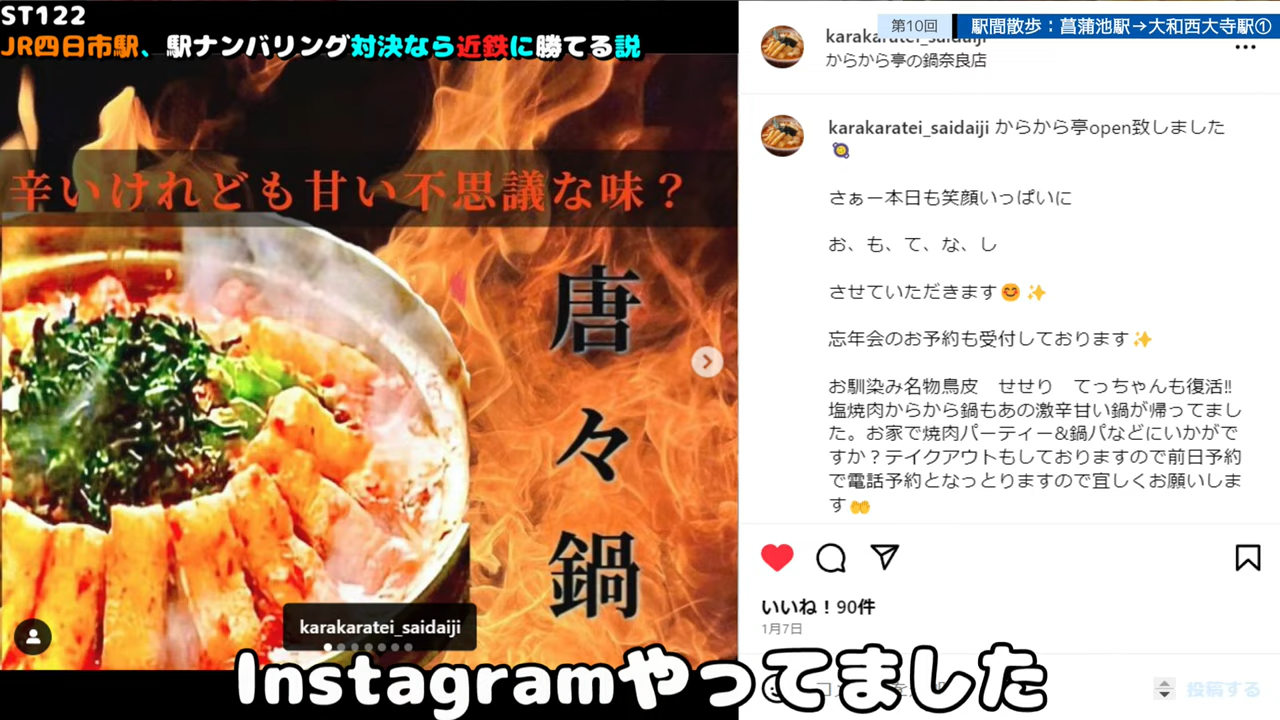 ST122
JR四日市駅、駅ナンバリング対決なら近鉄に勝てる説
第10回
駅間散歩：菖蒲池駅→大和西大寺駅①
辛いけれども甘い不思議な味？
唐々鍋
karakaratei_saidaiji
karakaratei_saidaiji
からから亭の鍋奈良店
karakaratei_saidaiji からから亭open致しました
さぁー本日も笑顔いっぱいに
お、も、て、な、し
させていただきます😊✨
忘年会のお予約も受付しております✨
お馴染み名物鳥皮　せせり　てっちゃんも復活‼
塩焼肉からから鍋もあの激辛甘い鍋が帰ってまし
た。お家で焼肉パーティー&鍋パなどにいかがで
すか？テイクアウトもしておりますので前日予約
で電話予約となっとりますので宜しくお願いしま
す👐
いいね！90件
1月7日
投稿する
Instagramやってました